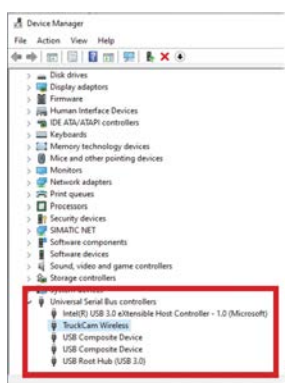 Device Manager
File Action View Help
Disk drives
Display adaptors
Firmware
Human Interface Devices
IDE ATA/ATAPI controllers
Keyboards
Memory technology devices
Mice and other pointing devices
Monitors
Network adapters
Print queues
Processors
Security devices
SIMATIC NET
Software components
Software devices
Sound, video and game controllers
Storage controllers
Universal Serial Bus controllers
Intel(R) USB 3.0 eXtensible Host Controller - 1.0 (Microsoft)
TruckCam Wireless
USB Composite Device
USB Composite Device
USB Root Hub (USB 3.0)